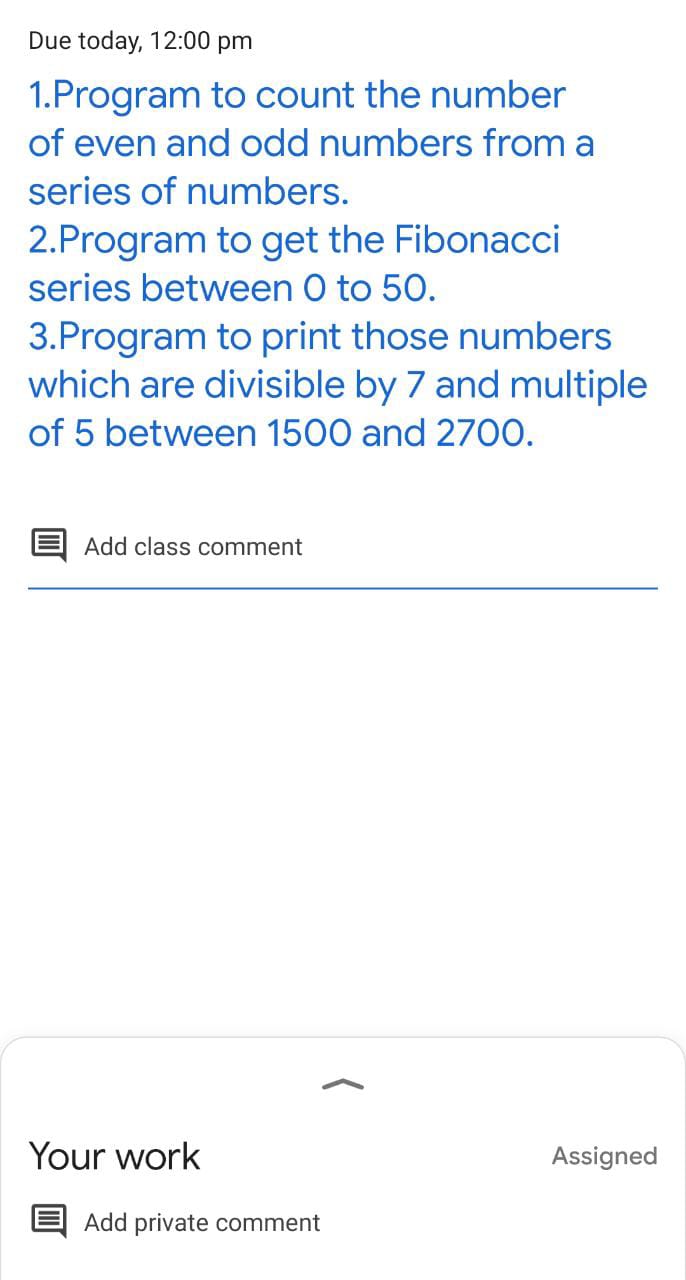 Due today, 12:00 pm
1.Program to count the number
of even and odd numbers from a
series of numbers.
2.Program to get the Fibonacci
series between 0 to 50.
3.Program to print those numbers
which are divisible by 7 and multiple
of 5 between 1500 and 2700.
Add class comment
Your work
Assigned
Add private comment